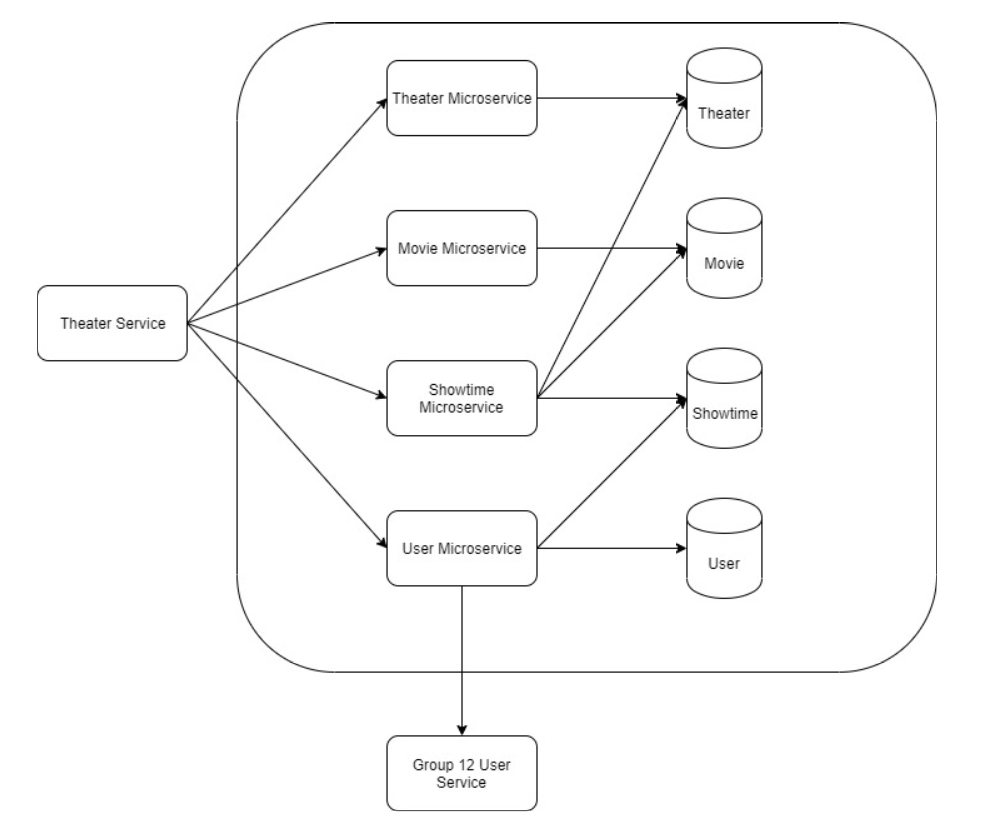 Theater Microservice
Theater
Movie Microservice
Movie
Theater Service
Showtime
Microservice
Showtime
User Microservice
User
Group 12 User
Service